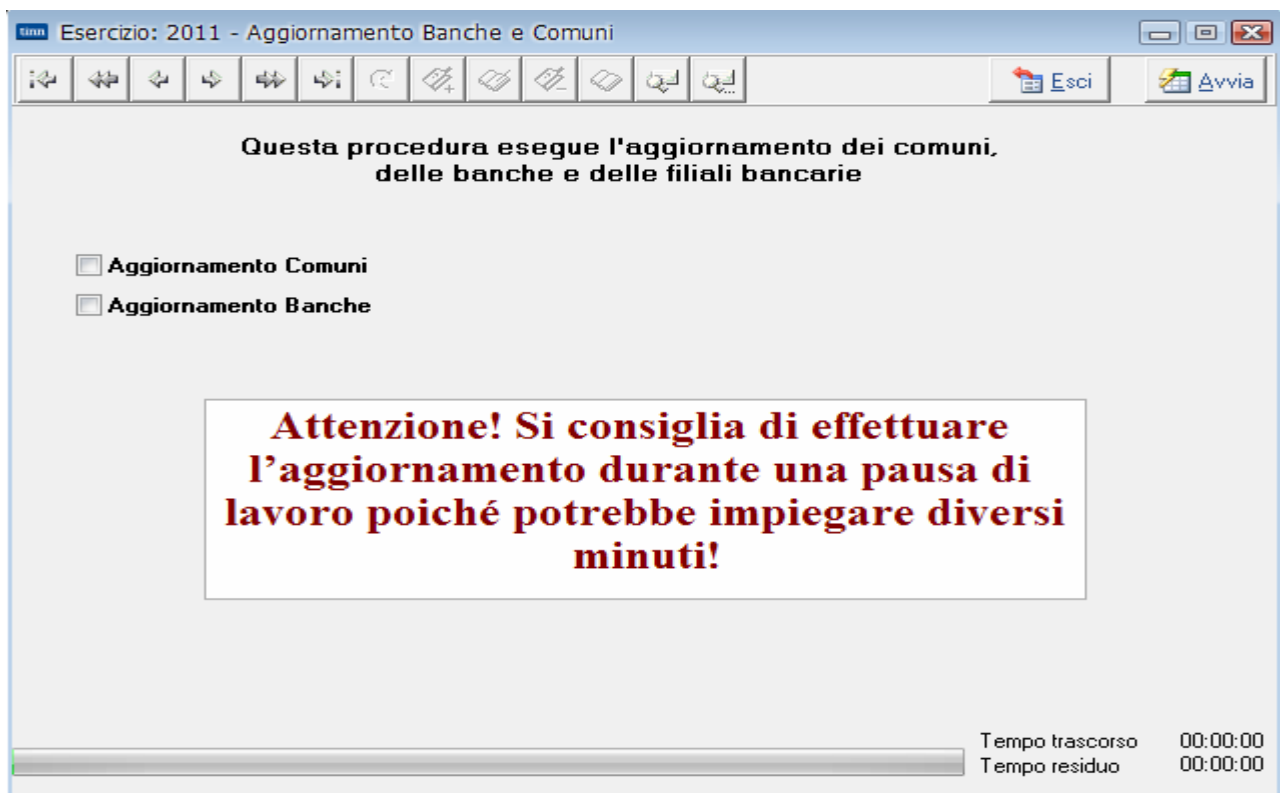 tinn Esercizio: 2011 - Aggiornamento Banche e Comuni
Esci Avvia
Questa procedura esegue l'aggiornamento dei comuni,
delle banche e delle filiali bancarie
Aggiornamento Comuni
Aggiornamento Banche
Attenzione! Si consiglia di effettuare
l’aggiornamento durante una pausa di
lavoro poiché potrebbe impiegare diversi
minuti!
Tempo trascorso 00:00:00
Tempo residuo 00:00:00